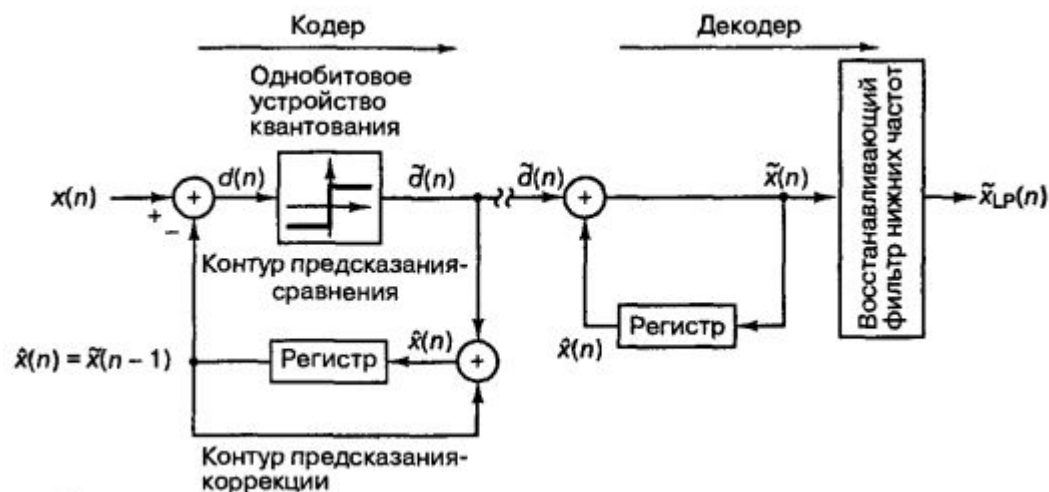 Кодер
Декодер
Однобитовое
устройство
квантования
x(n)
+
−
+
d(n)
d̃(n)
d̃(n)
+
x̃(n)
Восстанавливающий
фильтр нижних частот
x̃LP(n)
Контур предсказания-
сравнения
x̂(n) = x̃(n − 1)
Регистр
x̂(n)
+
x̂(n)
Регистр
Контур предсказания-
коррекции